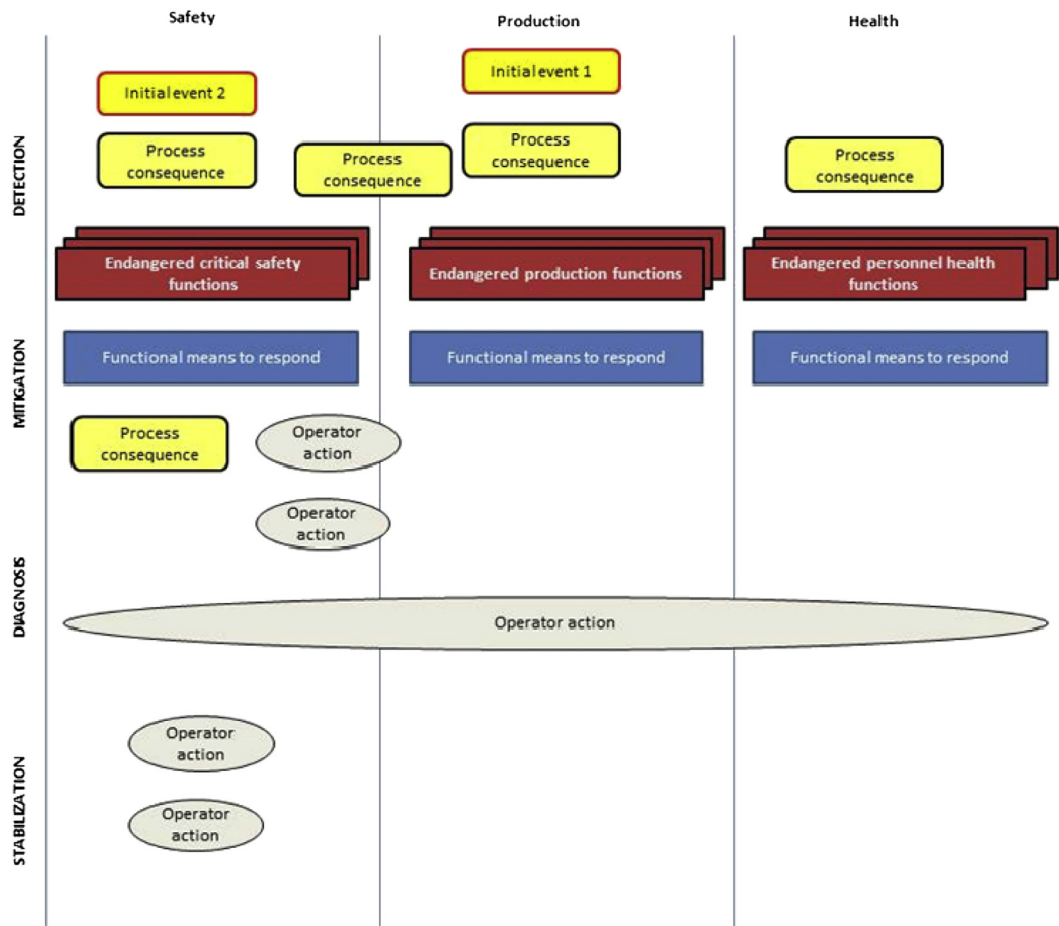 Safety
Production
Health
DETECTION
Initial event 2
Initial event 1
Process
consequence
Process
consequence
Process
consequence
Process
consequence
Endangered critical safety
functions
Endangered production functions
Endangered personnel health
functions
MITIGATION
Functional means to respond
Functional means to respond
Functional means to respond
Process
consequence
Operator
action
Operator
action
DIAGNOSIS
Operator action
STABILIZATION
Operator
action
Operator
action